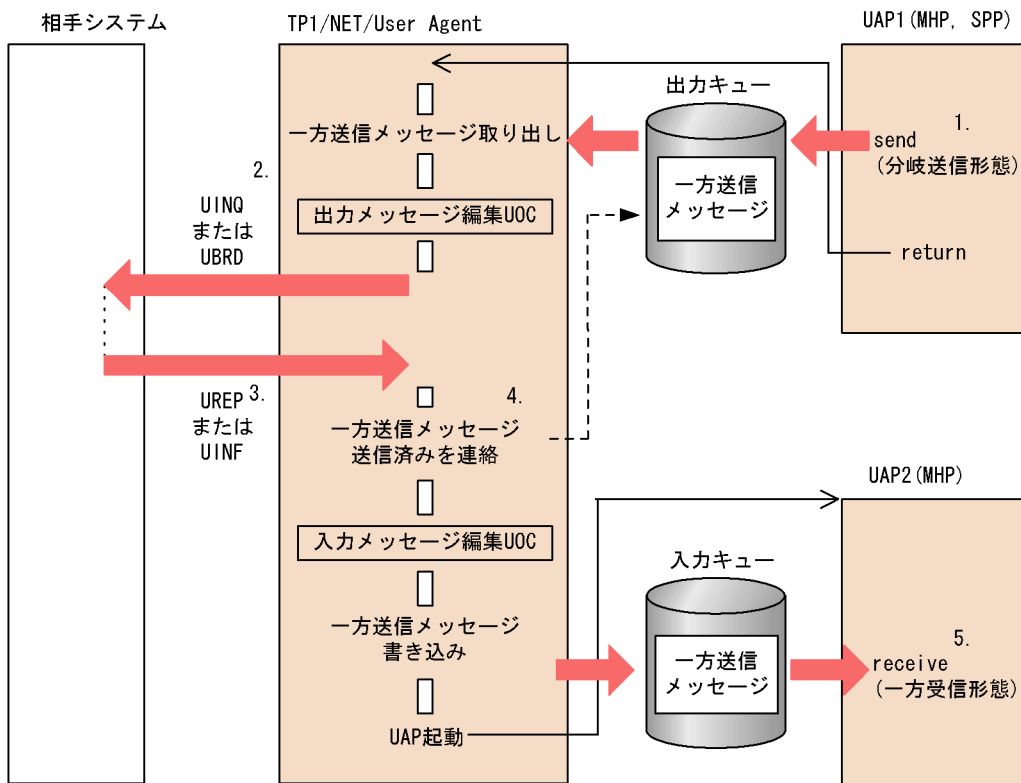 相手システム
TP1/NET/User Agent
UAP1(MHP, SPP)
出力キュー
一方送信メッセージ取り出し
1.
send
(分岐送信形態)
一方送信
メッセージ
2.
UINQ
または
UBRD
出力メッセージ編集UOC
return
3.
UREP
または
UINF
4.
一方送信メッセージ
送信済みを連絡
UAP2(MHP)
入力メッセージ編集UOC
入力キュー
一方送信メッセージ
書き込み
一方送信
メッセージ
5.
receive
(一方受信形態)
UAP起動